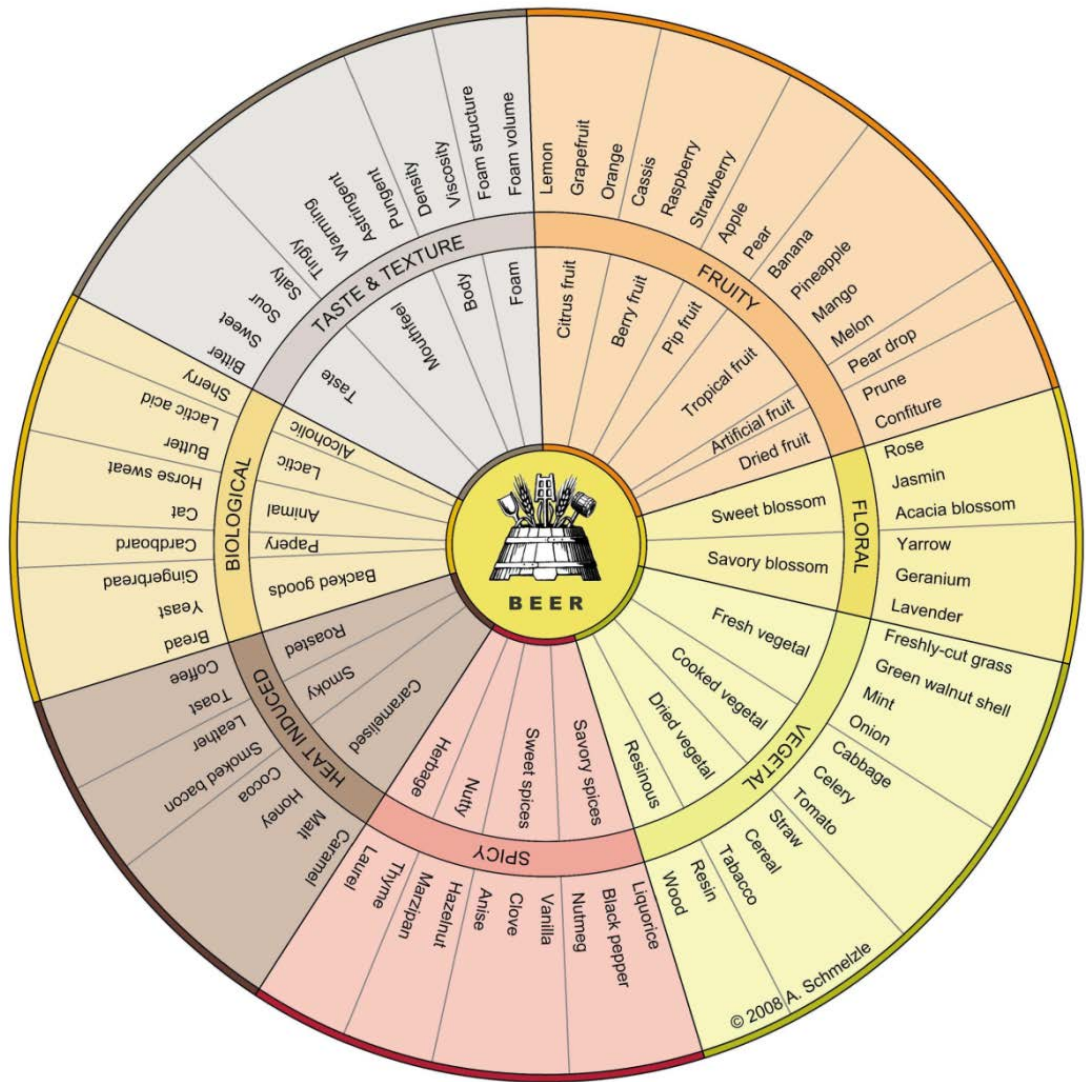 FRUITY
Citrus fruit
Lemon
Grapefruit
Orange
Berry fruit
Cassis
Raspberry
Strawberry
Pip fruit
Apple
Pear
Tropical fruit
Banana
Pineapple
Mango
Melon
Artificial fruit
Pear drop
Dried fruit
Prune
Confiture
FLORAL
Sweet blossom
Rose
Jasmin
Acacia blossom
Savory blossom
Yarrow
Geranium
Lavender
VEGETAL
Fresh vegetal
Freshly-cut grass
Green walnut shell
Mint
Onion
Cooked vegetal
Cabbage
Celery
Tomato
Dried vegetal
Straw
Cereal
Tabacco
Resinous
Resin
Wood
SPICY
Savory spices
Liquorice
Black pepper
Nutmeg
Sweet spices
Vanilla
Clove
Anise
Nutty
Hazelnut
Marzipan
Herbage
Thyme
Laurel
HEAT INDUCED
Caramelised
Caramel
Malt
Honey
Cocoa
Smoky
Smoked bacon
Leather
Roasted
Toast
Coffee
BIOLOGICAL
Backed goods
Bread
Yeast
Gingerbread
Papery
Cardboard
Animal
Cat
Horse sweat
Lactic
Butter
Lactic acid
Alcoholic
Sherry
TASTE & TEXTURE
Taste
Bitter
Sweet
Sour
Salty
Mouthfeel
Tingly
Warming
Astringent
Pungent
Body
Density
Viscosity
Foam
Foam structure
Foam volume
BEER
© 2008 A. Schmelzle